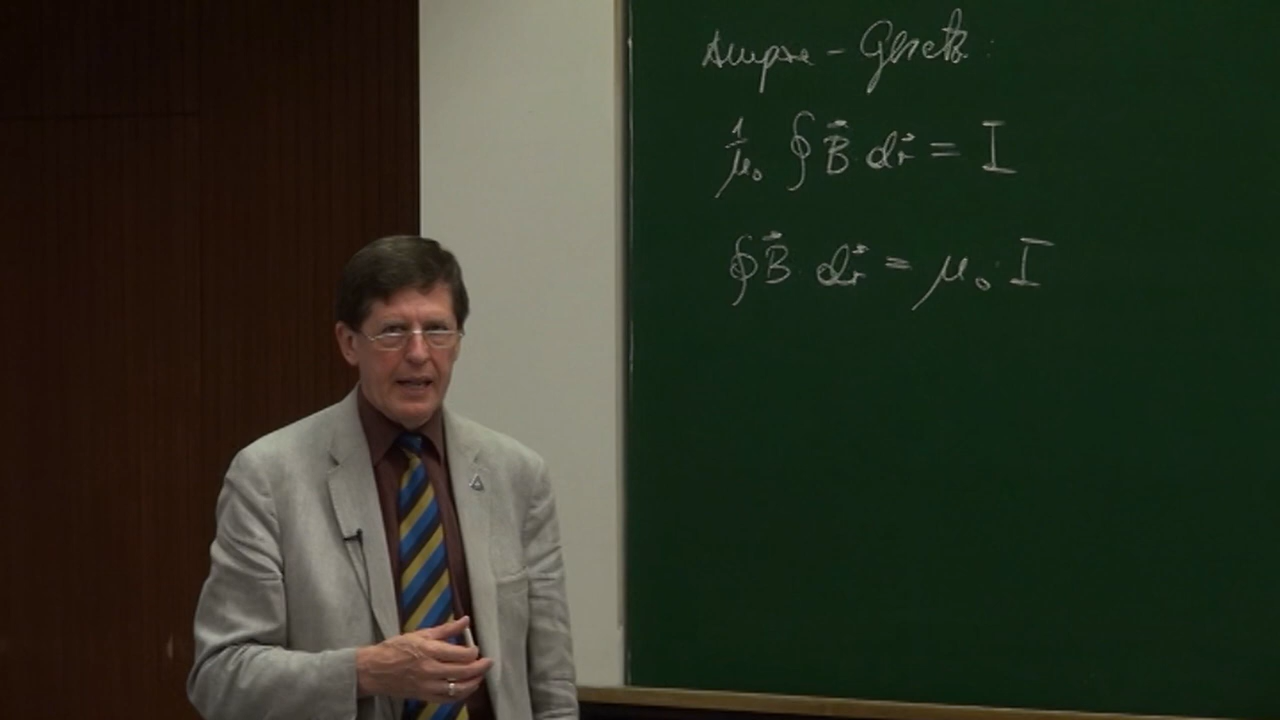 Ampere - Gesetz:
1/μ₀ ∮ B⃗ · dr⃗ = I
∮ B⃗ · dr⃗ = μ₀ · I